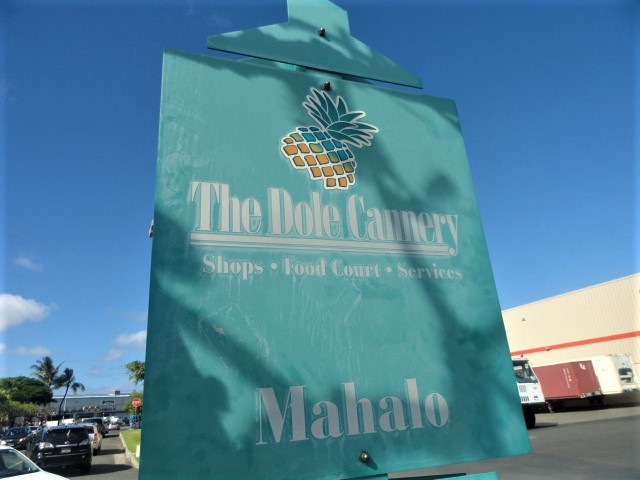 The Dole Cannery
Shops • Food Court • Services
Mahalo